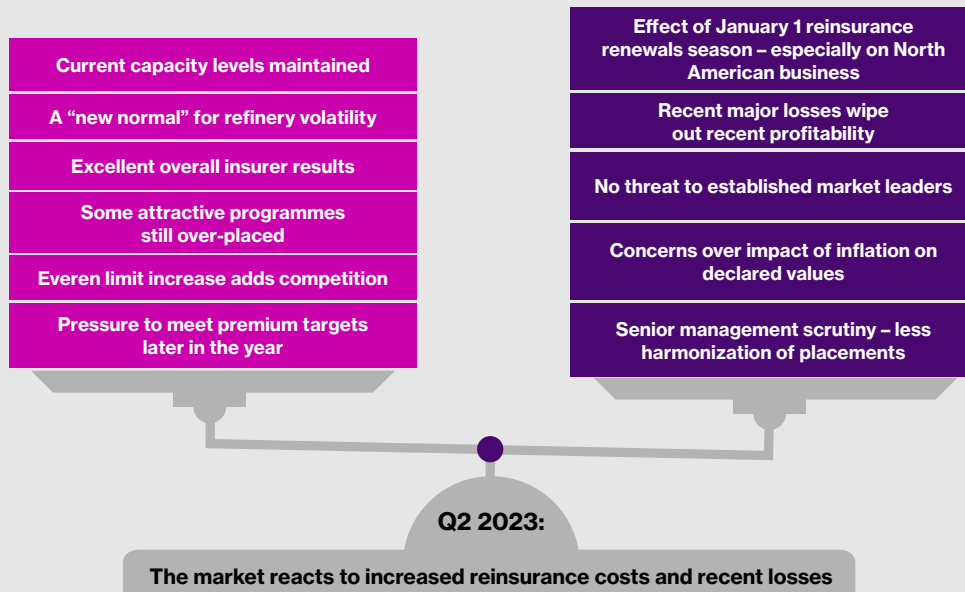 Current capacity levels maintained
A “new normal” for refinery volatility
Excellent overall insurer results
Some attractive programmes
still over-placed
Everen limit increase adds competition
Pressure to meet premium targets
later in the year
Effect of January 1 reinsurance
renewals season – especially on North
American business
Recent major losses wipe
out recent profitability
No threat to established market leaders
Concerns over impact of inflation on
declared values
Senior management scrutiny – less
harmonization of placements
Q2 2023:
The market reacts to increased reinsurance costs and recent losses